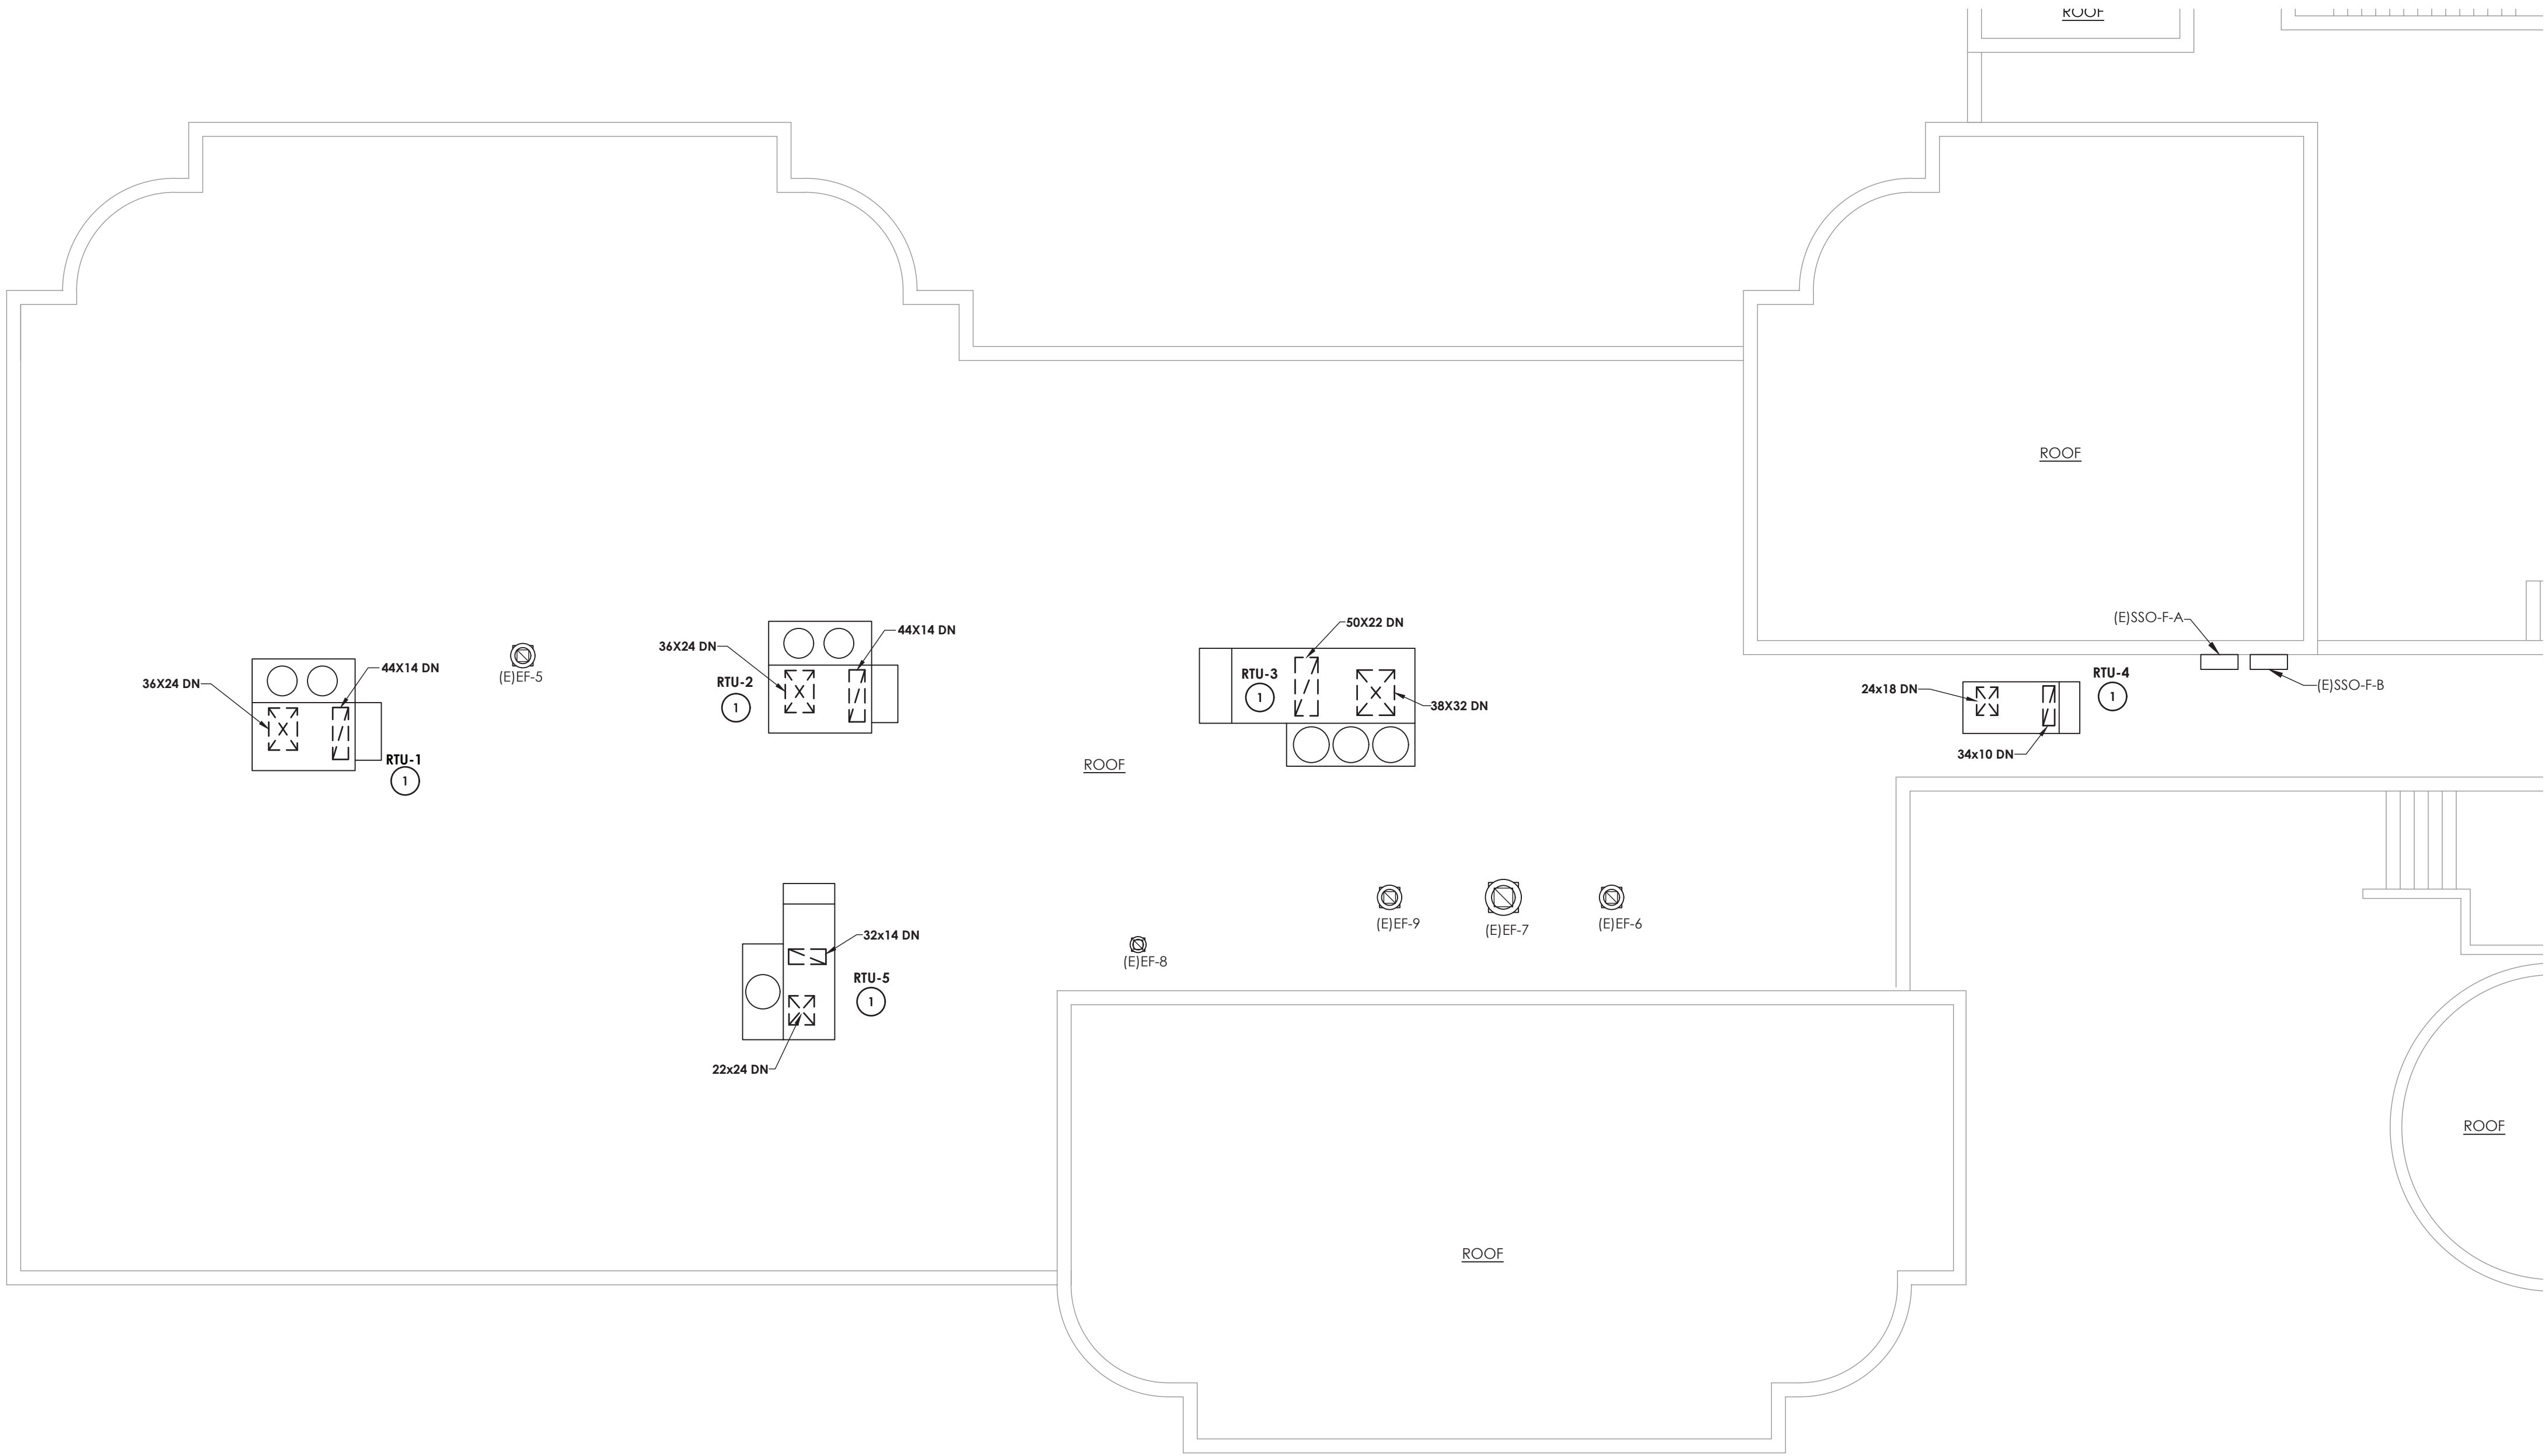 ROOF
ROOF
(E)SSO-F-A
50X22 DN
44X14 DN
36X24 DN
44X14 DN
(E)EF-5
RTU-3
1
RTU-4
1
RTU-2
1
36X24 DN
24x18 DN
(E)SSO-F-B
38X32 DN
34x10 DN
RTU-1
1
ROOF
(E)EF-9
(E)EF-7
(E)EF-6
32x14 DN
(E)EF-8
RTU-5
1
22x24 DN
ROOF
ROOF